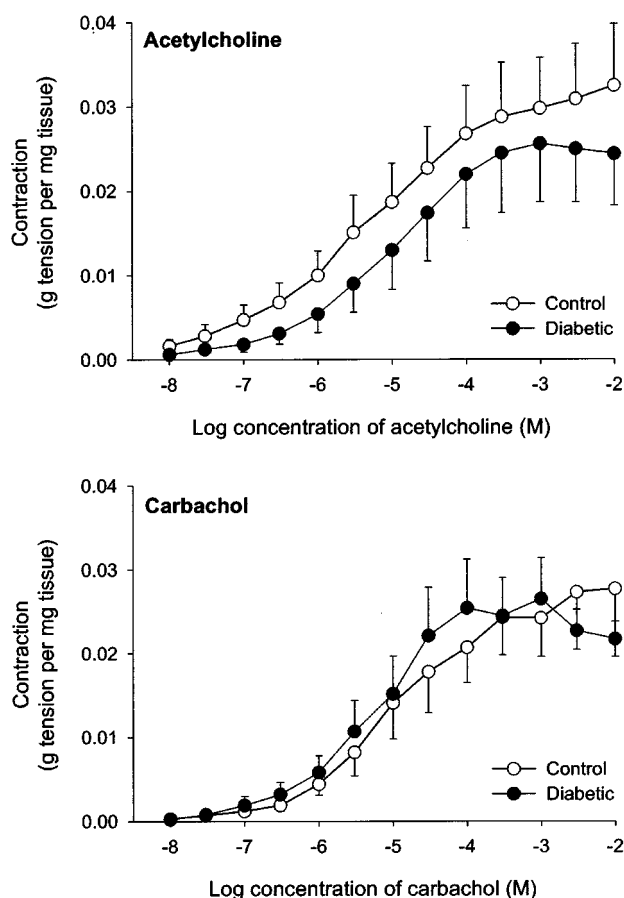 Acetylcholine
0.04
0.03
0.02
0.01
0.00
Contraction
(g tension per mg tissue)
Control
Diabetic
-8 -7 -6 -5 -4 -3 -2
Log concentration of acetylcholine (M)
Carbachol
0.04
0.03
0.02
0.01
0.00
Contraction
(g tension per mg tissue)
Control
Diabetic
-8 -7 -6 -5 -4 -3 -2
Log concentration of carbachol (M)